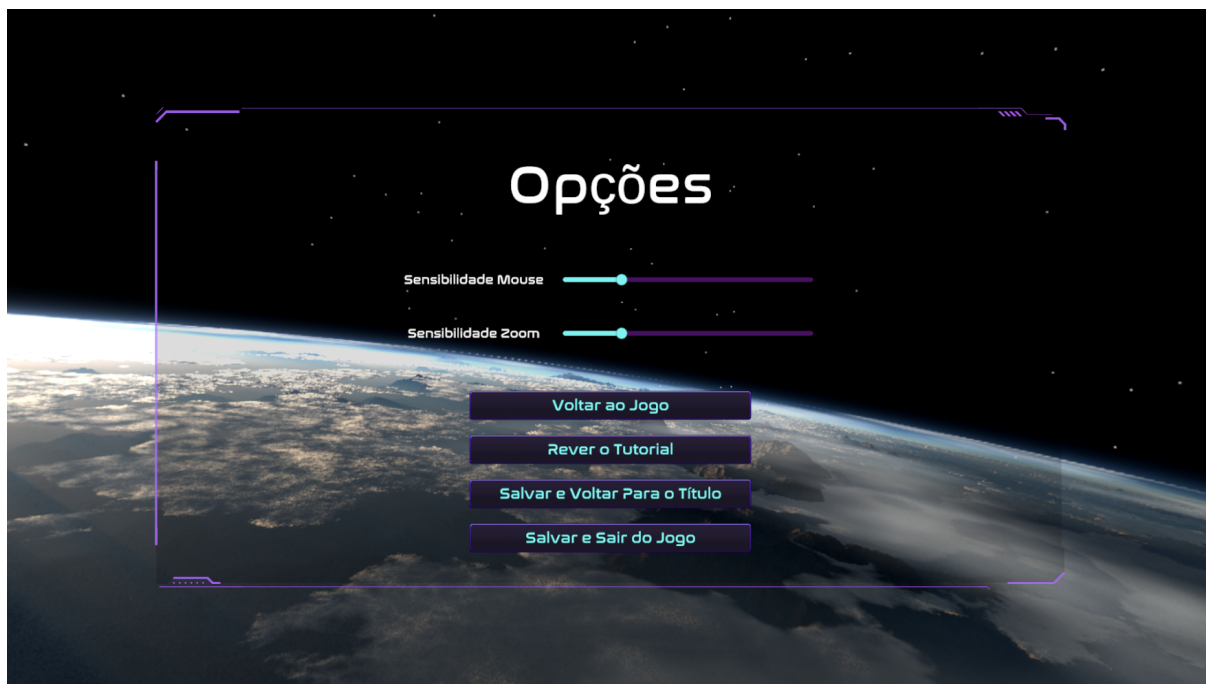 Opções
Sensibilidade Mouse
Sensibilidade Zoom
Voltar ao Jogo
Rever o Tutorial
Salvar e Voltar Para o Título
Salvar e Sair do Jogo